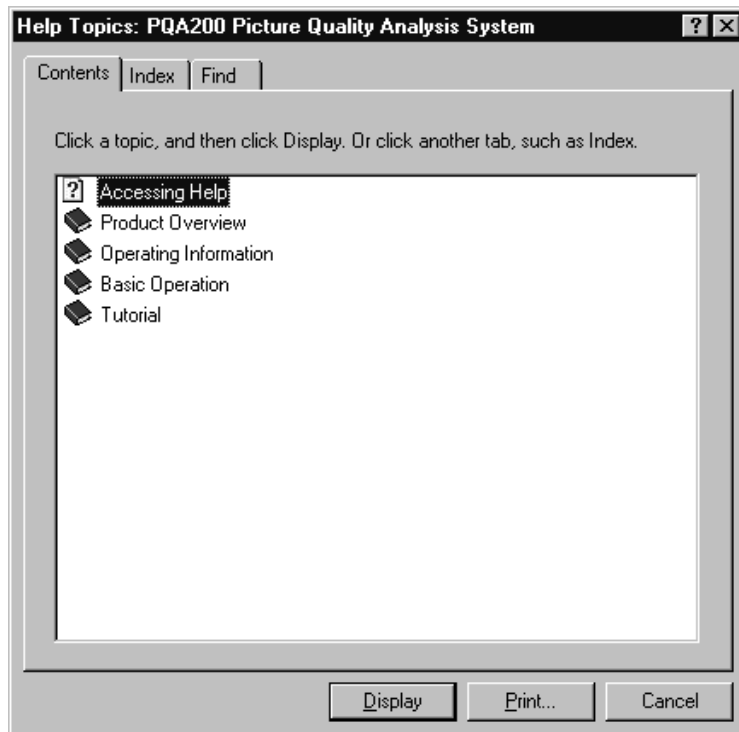 Help Topics: PQA200 Picture Quality Analysis System
Contents Index Find
Click a topic, and then click Display. Or click another tab, such as Index.
Accessing Help
Product Overview
Operating Information
Basic Operation
Tutorial
Display Print... Cancel